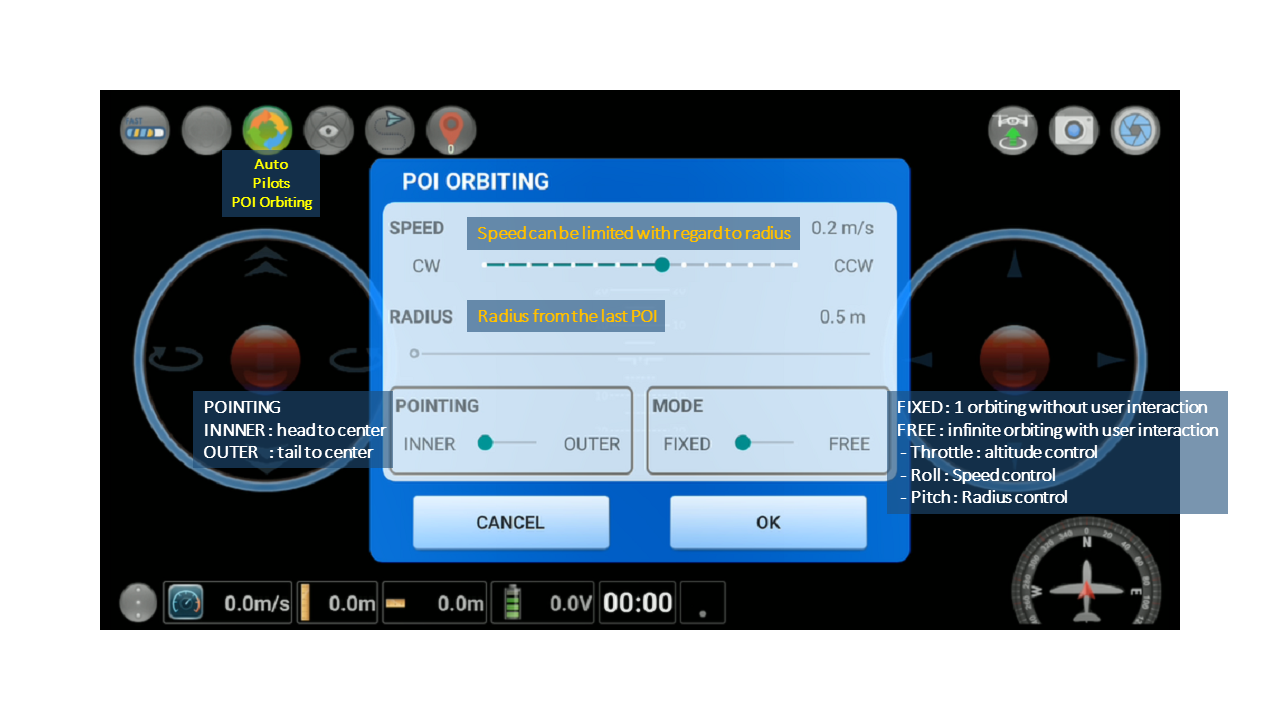 FAST
0
Auto
Pilots
POI Orbiting
POI ORBITING
SPEED
Speed can be limited with regard to radius
0.2 m/s
CW
CCW
RADIUS
Radius from the last POI
0.5 m
POINTING
INNNER : head to center
OUTER : tail to center
POINTING
INNER
OUTER
MODE
FIXED
FREE
FIXED : 1 orbiting without user interaction
FREE : infinite orbiting with user interaction
- Throttle : altitude control
- Roll : Speed control
- Pitch : Radius control
CANCEL
OK
0.0m/s
0.0m
0.0m
0.0V
00:00
.
N
W
E